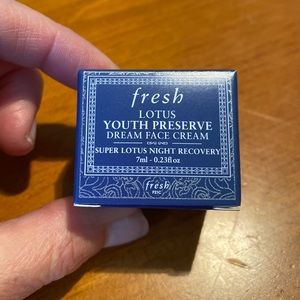 fresh
LOTUS
YOUTH PRESERVE
DREAM FACE CREAM
SUPER LOTUS NIGHT RECOVERY
7ml - 0.23fl oz
fresh